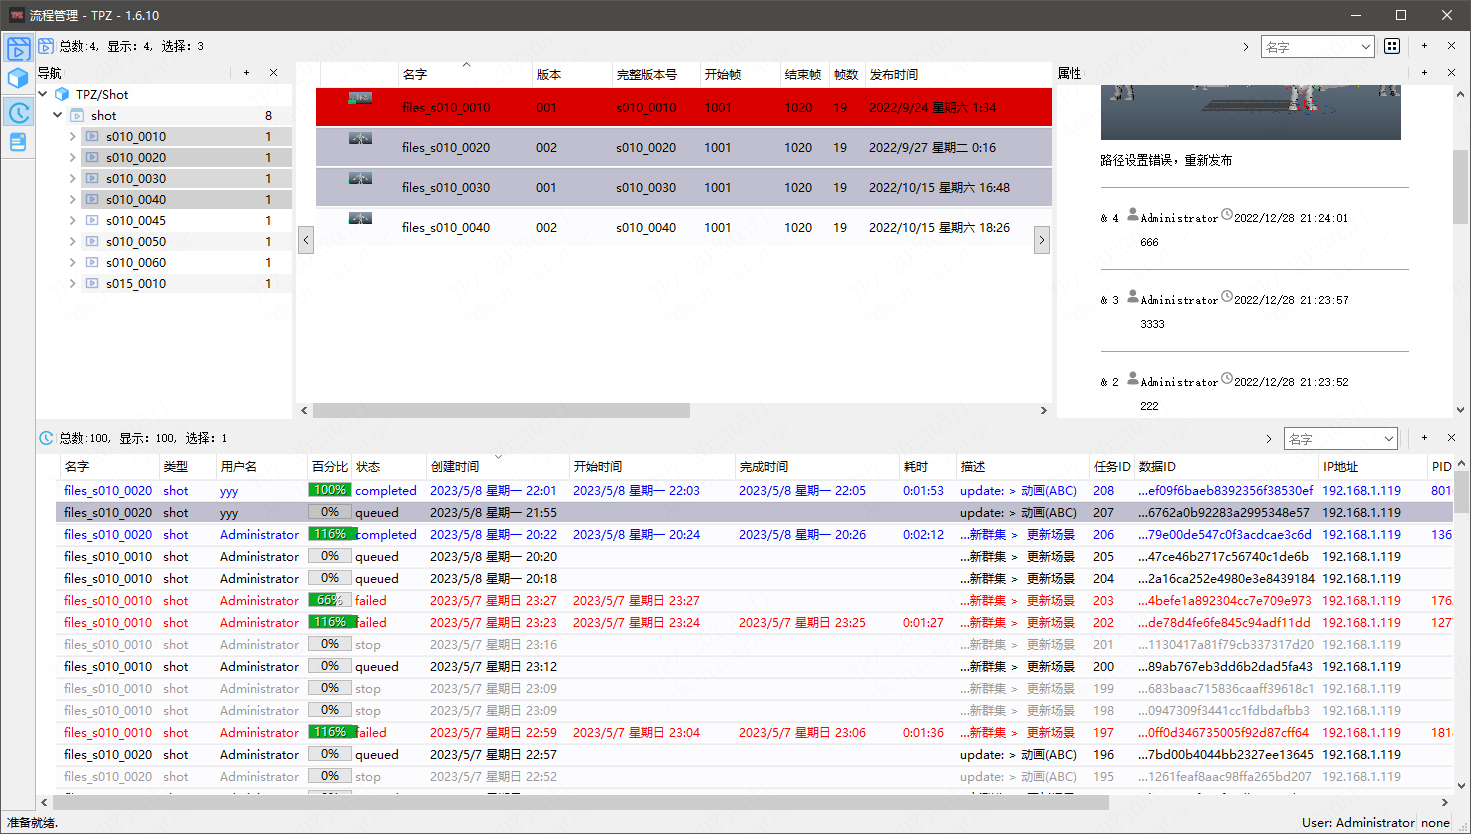 流程管理 - TPZ - 1.6.10
总数:4, 显示: 4, 选择: 3
名字
导航
TPZ/Shot
shot 8
s010_0010 1
s010_0020 1
s010_0030 1
s010_0040 1
s010_0045 1
s010_0050 1
s010_0060 1
s015_0010 1
名字 版本 完整版本号 开始帧 结束帧 帧数 发布时间
files_s010_0010 001 s010_0010 1001 1020 19 2022/9/24 星期六 1:34
files_s010_0020 002 s010_0020 1001 1020 19 2022/9/27 星期二 0:16
files_s010_0030 001 s010_0030 1001 1020 19 2022/10/15 星期六 16:48
files_s010_0040 002 s010_0040 1001 1020 19 2022/10/15 星期六 18:26
属性
路径设置错误，重新发布
& 4 Administrator 2022/12/28 21:24:01
666
& 3 Administrator 2022/12/28 21:23:57
3333
& 2 Administrator 2022/12/28 21:23:52
222
总数:100, 显示: 100, 选择: 1
名字
名字 类型 用户名 百分比 状态 创建时间 开始时间 完成时间 耗时 描述 任务ID 数据ID IP地址 PID
files_s010_0020 shot yyy 100% completed 2023/5/8 星期一 22:01 2023/5/8 星期一 22:03 2023/5/8 星期一 22:05 0:01:53 update: > 动画(ABC) 208 ...ef09f6baeb8392356f38530ef 192.168.1.119 801
files_s010_0020 shot yyy 0% queued 2023/5/8 星期一 21:55 update: > 动画(ABC) 207 ...6762a0b92283a2995348e57 192.168.1.119
files_s010_0020 shot Administrator 116% completed 2023/5/8 星期一 20:22 2023/5/8 星期一 20:24 2023/5/8 星期一 20:26 0:02:12 ...新群集 > 更新场景 206 ...79e00de547c0f3acdcae3c6d 192.168.1.119 136
files_s010_0010 shot Administrator 0% queued 2023/5/8 星期一 20:20 ...新群集 > 更新场景 205 ...47ce46b2717c56740c1de6b 192.168.1.119
files_s010_0010 shot Administrator 0% queued 2023/5/8 星期一 20:18 ...新群集 > 更新场景 204 ...2a16ca252e4980e3e8439184 192.168.1.119
files_s010_0010 shot Administrator 66% failed 2023/5/7 星期日 23:27 2023/5/7 星期日 23:27 ...新群集 > 更新场景 203 ...4befe1a892304cc7e709e973 192.168.1.119 176
files_s010_0010 shot Administrator 116% failed 2023/5/7 星期日 23:23 2023/5/7 星期日 23:24 2023/5/7 星期日 23:25 0:01:27 ...新群集 > 更新场景 202 ...de78d4fe6fe845c94adf11dd 192.168.1.119 127
files_s010_0010 shot Administrator 0% stop 2023/5/7 星期日 23:16 ...新群集 > 更新场景 201 ...1130417a81f79cb337317d20 192.168.1.119
files_s010_0010 shot Administrator 0% queued 2023/5/7 星期日 23:12 ...新群集 > 更新场景 200 ...89ab767eb3dd6b2dad5fa43 192.168.1.119
files_s010_0010 shot Administrator 0% stop 2023/5/7 星期日 23:09 ...新群集 > 更新场景 199 ...683baac715836caaff39618c1 192.168.1.119
files_s010_0010 shot Administrator 0% stop 2023/5/7 星期日 23:09 ...新群集 > 更新场景 198 ...0947309f3441cc1fdbdafbb3 192.168.1.119
files_s010_0010 shot Administrator 116% failed 2023/5/7 星期日 22:59 2023/5/7 星期日 23:04 2023/5/7 星期日 23:06 0:01:36 ...新群集 > 更新场景 197 ...0ff0d346735005f92d87cff64 192.168.1.119 181
files_s010_0020 shot Administrator 0% queued 2023/5/7 星期日 22:57 update: > 动画(ABC) 196 ...7bd00b4044bb2327ee13645 192.168.1.119
files_s010_0020 shot Administrator 0% stop 2023/5/7 星期日 22:52 update: > 动画(ABC) 195 ...1261feaf8aac98ffa265bd207 192.168.1.119
准备就绪.
User: Administrator none